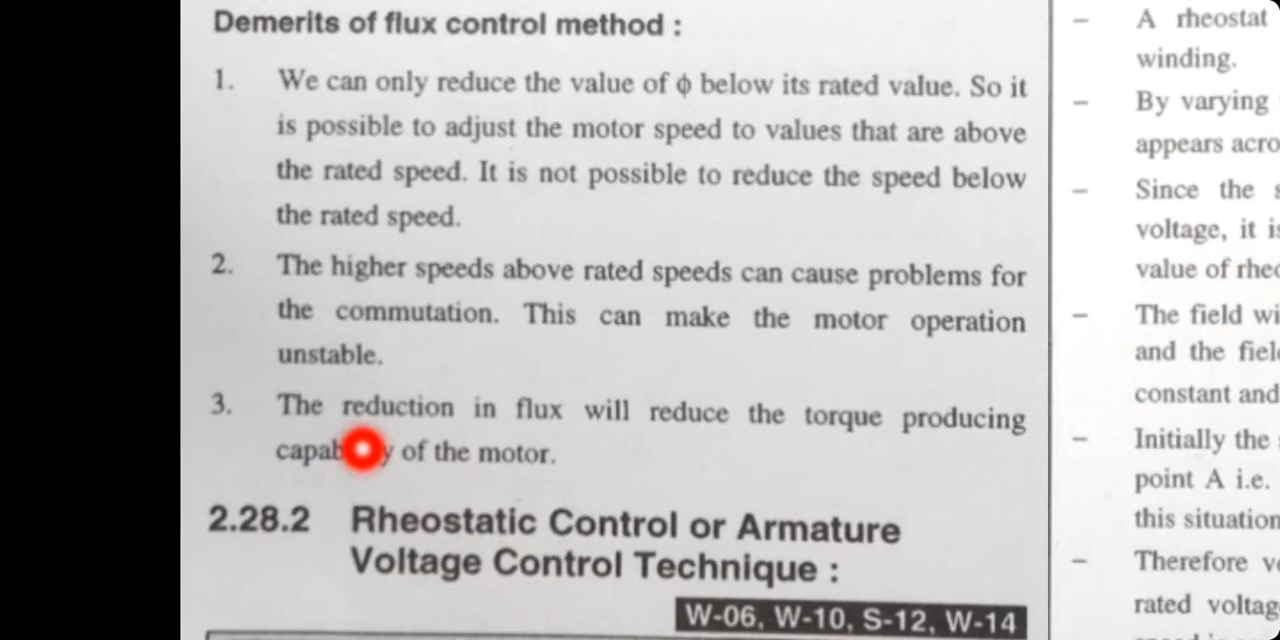 Demerits of flux control method :
1. We can only reduce the value of ϕ below its rated value. So it
is possible to adjust the motor speed to values that are above
the rated speed. It is not possible to reduce the speed below
the rated speed.
2. The higher speeds above rated speeds can cause problems for
the commutation. This can make the motor operation
unstable.
3. The reduction in flux will reduce the torque producing
of the motor.
2.28.2 Rheostatic Control or Armature
Voltage Control Technique :
W-06, W-10, S-12, W-14
– A rheostat
winding.
– By varying
appears
– Since the
voltage, it
value of
– The field
and the
constant and
– Initially the
point A i.e.
this
– Therefore
rated